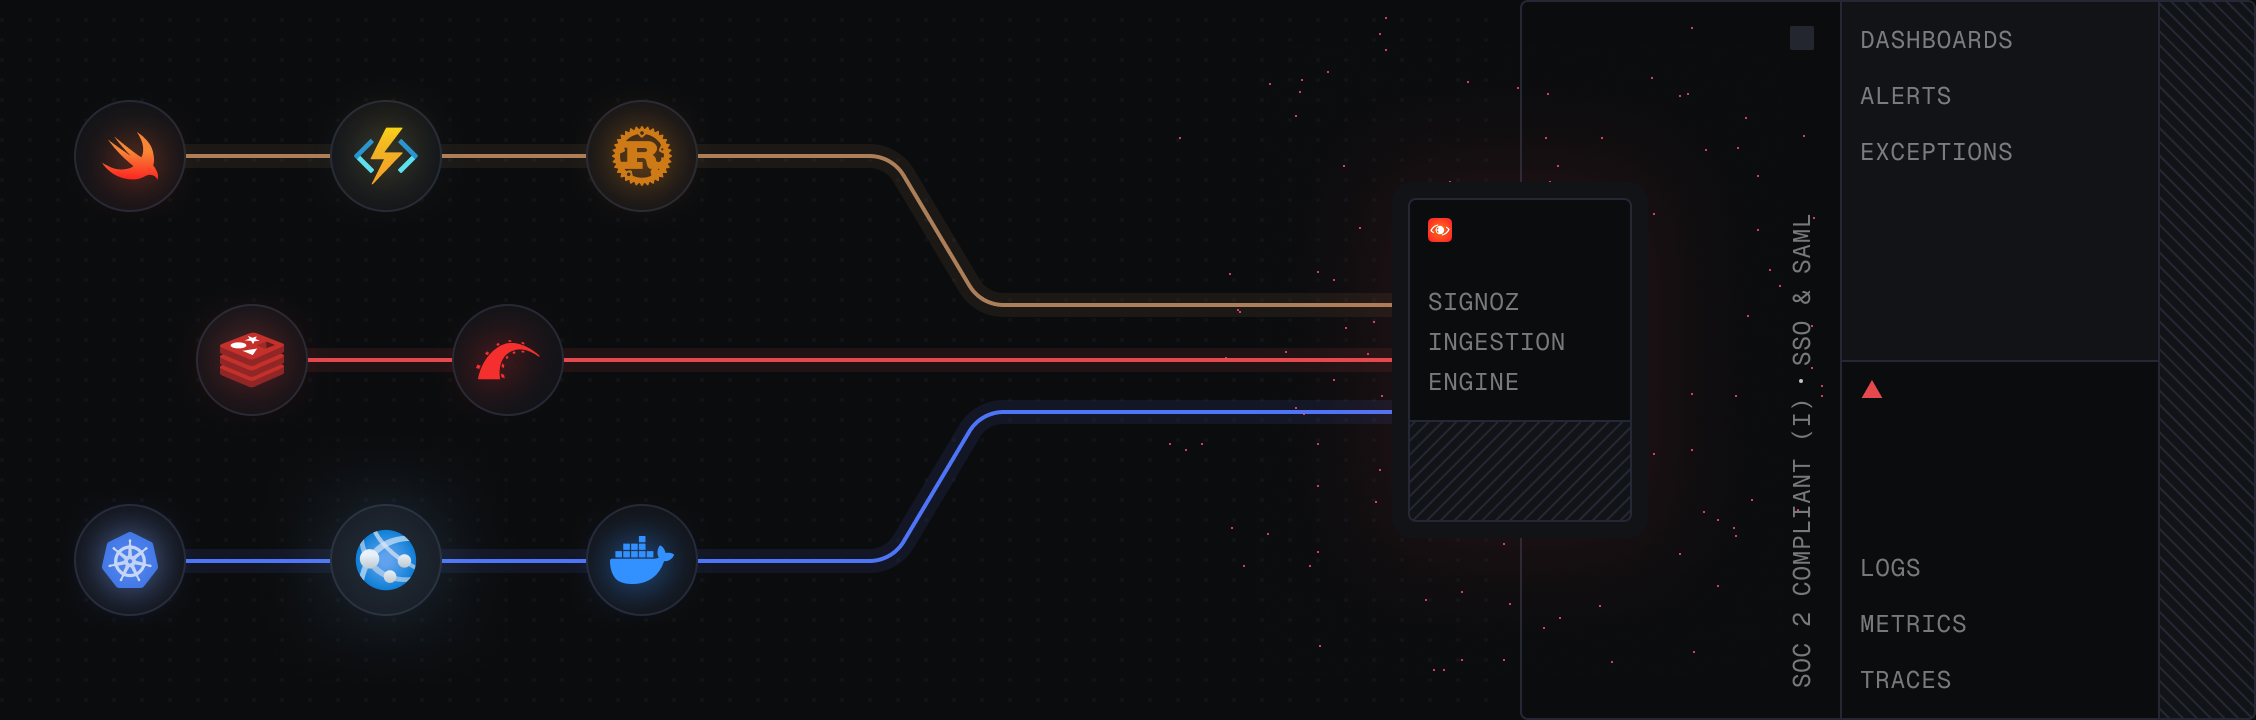 SIGNOZ
INGESTION
ENGINE
SOC 2 COMPLIANT (I) • SSO & SAML
DASHBOARDS
ALERTS
EXCEPTIONS
LOGS
METRICS
TRACES